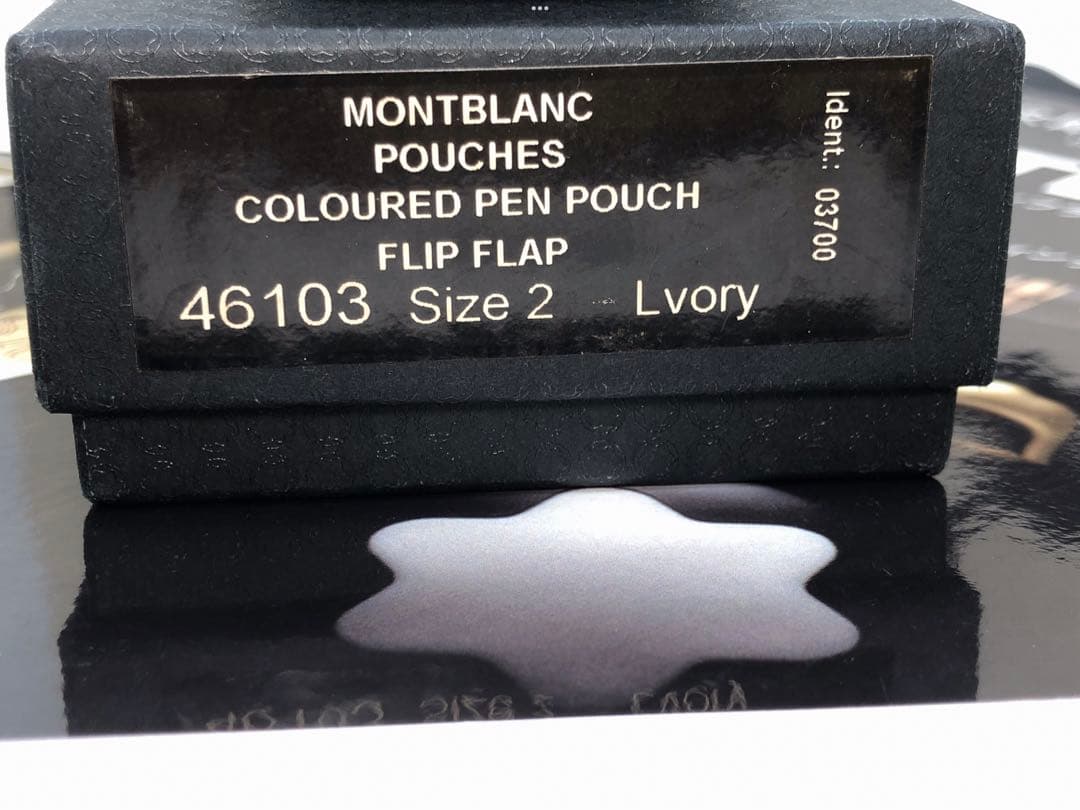 MONTBLANC
POUCHES
COLOURED PEN POUCH
FLIP FLAP
46103 Size 2 Lvory
Ident.: 03700